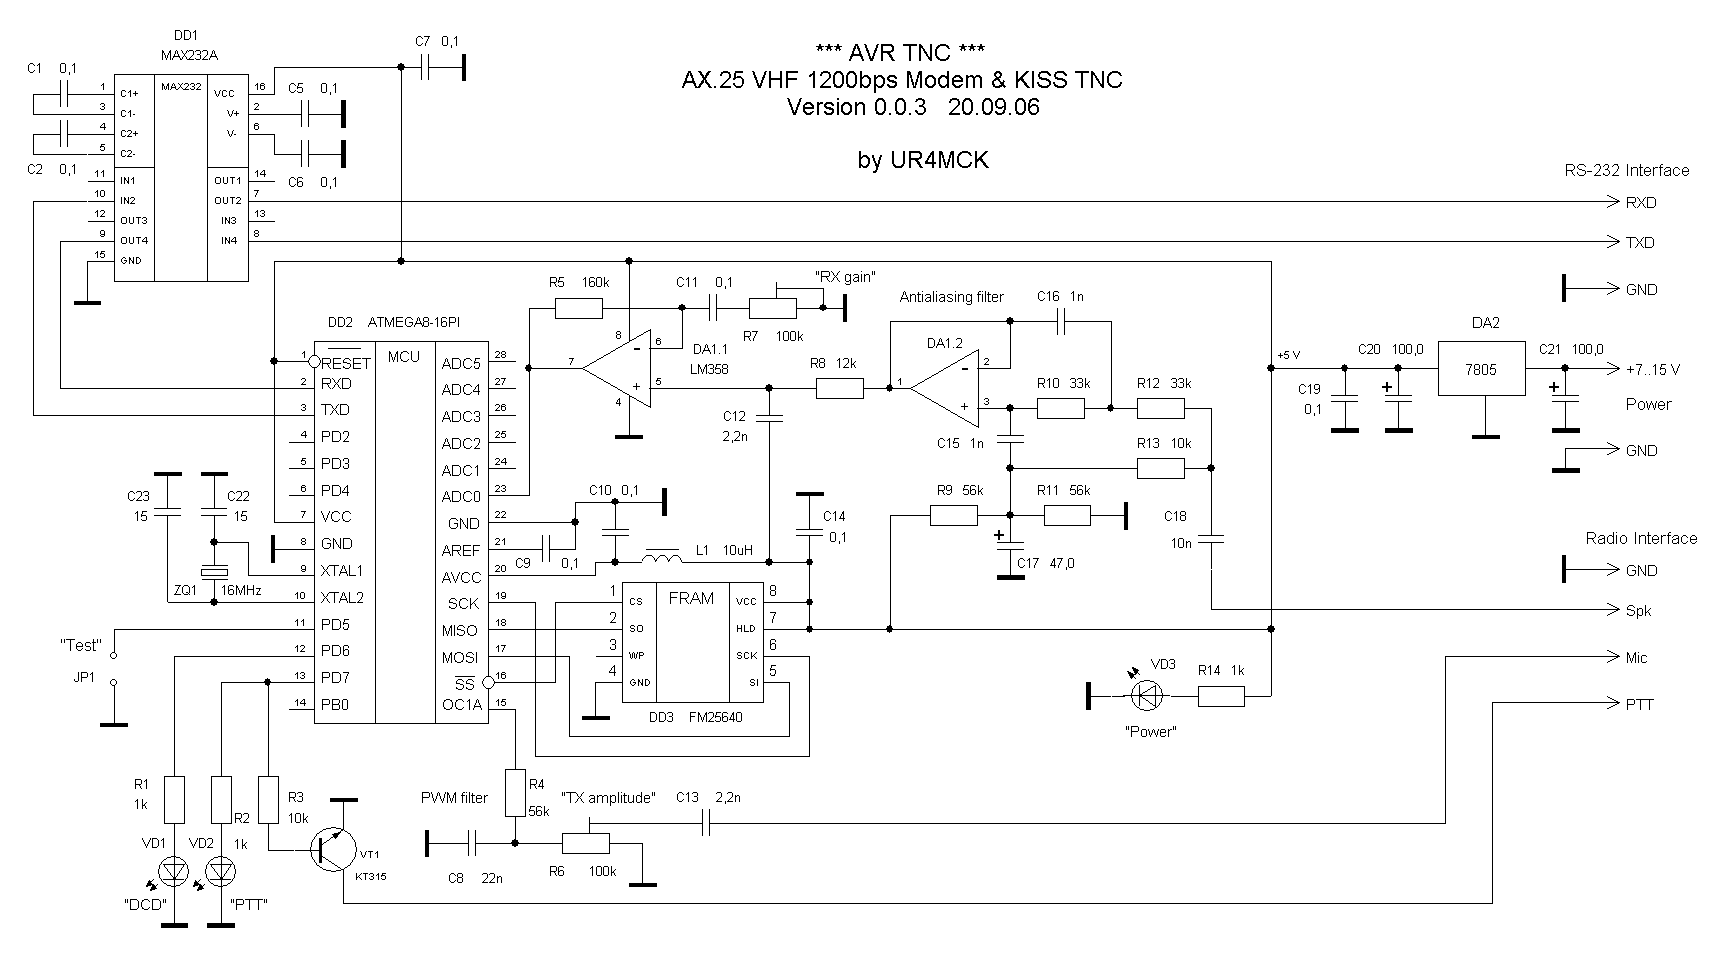 *** AVR TNC ***
AX.25 VHF 1200bps Modem & KISS TNC
Version 0.0.3 20.09.06
by UR4MCK
DD1
MAX232A
C7 0,1
C1 0,1
MAX232
1 C1+
3 C1-
4 C2+
5 C2-
C2 0,1
11 IN1
10 IN2
12 OUT3
9 OUT4
15 GND
VCC 16
V+ 2
V- 6
OUT1 14
OUT2 7
IN3 13
IN4 8
C5 0,1
C6 0,1
RS-232 Interface
RXD
TXD
GND
R5 160k
C11 0,1
"RX gain"
R7 100k
Antialiasing filter
C16 1n
DA2
DD2 ATMEGA8-16PI
MCU
1 RESET
2 RXD
3 TXD
4 PD2
5 PD3
6 PD4
7 VCC
8 GND
9 XTAL1
10 XTAL2
11 PD5
12 PD6
13 PD7
14 PB0
ADC5 28
ADC4 27
ADC3 26
ADC2 25
ADC1 24
ADC0 23
GND 22
AREF 21
AVCC 20
SCK 19
MISO 18
MOSI 17
SS 16
OC1A 15
8
7
6
5
4
-
+
DA1.1
LM358
R8 12k
DA1.2
1
2
3
-
+
R10 33k
R12 33k
+5 V
C20 100,0
7805
C21 100,0
+7..15 V
C19
0,1
+
+
Power
GND
C12
2,2n
C15 1n
R13 10k
R9 56k
R11 56k
C18
10n
+
C17 47,0
C23
15
C22
15
ZQ1
16MHz
C10 0,1
C9 0,1
L1 10uH
C14
0,1
Radio Interface
GND
Spk
Mic
PTT
FRAM
1 CS
2 SO
3 WP
4 GND
VCC 8
HLD 7
SCK 6
SI 5
DD3 FM25640
"Test"
JP1
VD3
R14 1k
"Power"
R1
1k
R2
1k
R3
10k
VD1
VD2
VT1
KT315
"DCD"
"PTT"
PWM filter
R4
56k
"TX amplitude"
C13 2,2n
C8 22n
R6 100k